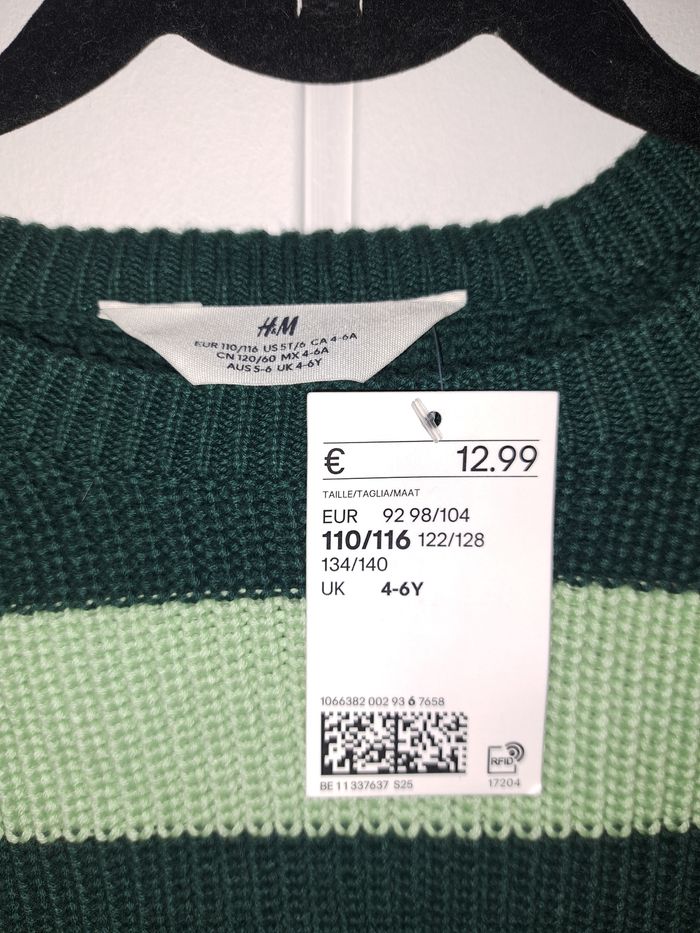 H&M
EUR 110/116 US 5T/6 CA 4-6A
CN 120/60 MX 4-6A
AUS 5-6 UK 4-6Y
€ 12.99
TAILLE/TAGLIA/MAAT
EUR 92 98/104
110/116 122/128
134/140
UK 4-6Y
1066382 002 93 6 7658
RFID
BE 11 337637 S25
17204